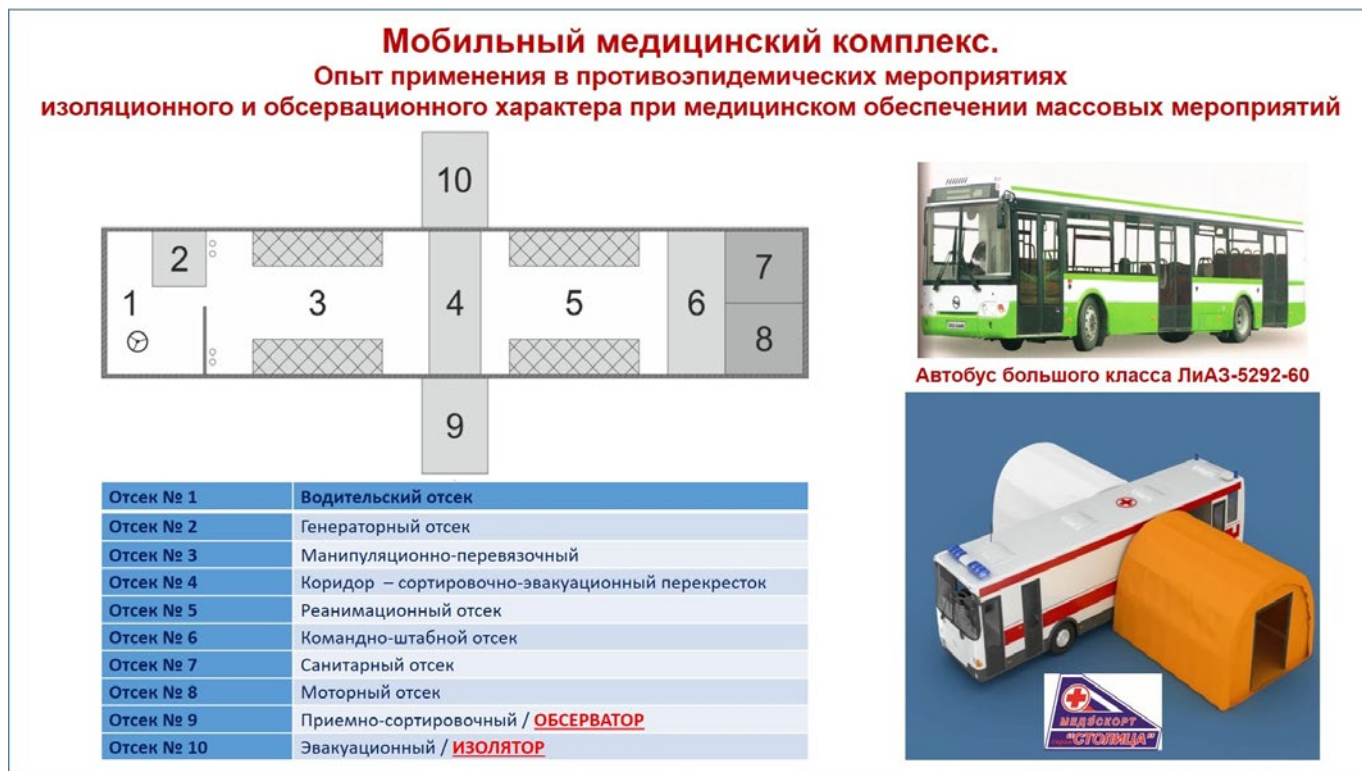 Мобильный медицинский комплекс.
Опыт применения в противоэпидемических мероприятиях
изоляционного и обсервационного характера при медицинском обеспечении массовых мероприятий
10
2
7
1
3
4
5
6
8
9
Автобус большого класса ЛиАЗ-5292-60
Отсек № 1 Водительский отсек
Отсек № 2 Генераторный отсек
Отсек № 3 Манипуляционно-перевязочный
Отсек № 4 Коридор – сортировочно-эвакуационный перекресток
Отсек № 5 Реанимационный отсек
Отсек № 6 Командно-штабной отсек
Отсек № 7 Санитарный отсек
Отсек № 8 Моторный отсек
Отсек № 9 Приемно-сортировочный / ОБСЕРВАТОР
Отсек № 10 Эвакуационный / ИЗОЛЯТОР
МЕДЭСКОРТ
"СТОЛИЦА"